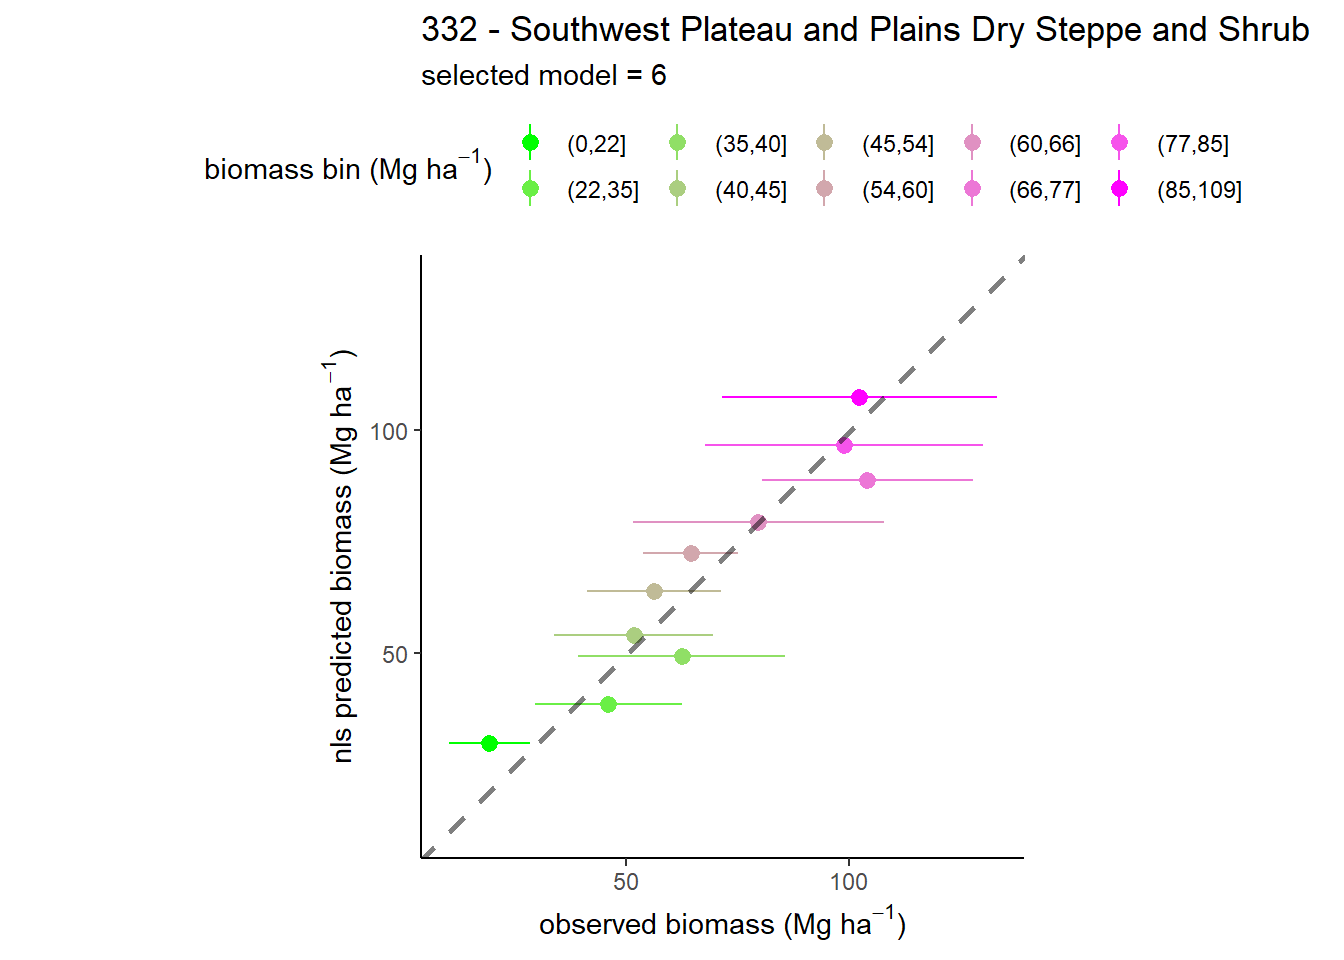 332 - Southwest Plateau and Plains Dry Steppe and Shrub
selected model = 6
biomass bin (Mg ha⁻¹)
(0,22]
(35,40]
(45,54]
(60,66]
(77,85]
(22,35]
(40,45]
(54,60]
(66,77]
(85,109]
nls predicted biomass (Mg ha⁻¹)
100
50
50
100
observed biomass (Mg ha⁻¹)